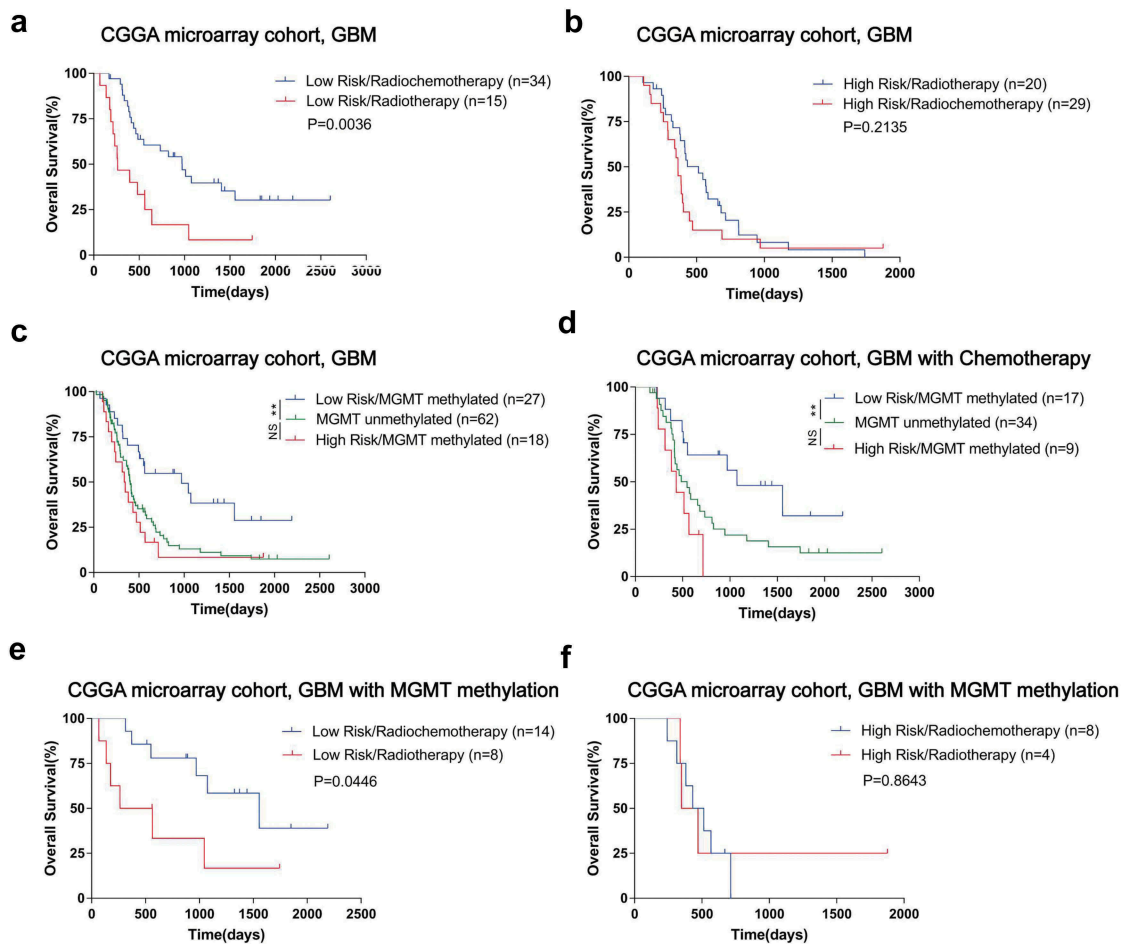 a
CGGA microarray cohort, GBM
Low Risk/Radiochemotherapy (n=34)
Low Risk/Radiotherapy (n=15)
P=0.0036
Overall Survival(%)
100
75
50
25
0
0 500 1000 1500 2000 2500 3000
Time(days)
b
CGGA microarray cohort, GBM
High Risk/Radiotherapy (n=20)
High Risk/Radiochemotherapy (n=29)
P=0.2135
Overall Survival(%)
100
75
50
25
0
0 500 1000 1500 2000
Time(days)
c
CGGA microarray cohort, GBM
Low Risk/MGMT methylated (n=27)
MGMT unmethylated (n=62)
High Risk/MGMT methylated (n=18)
**
NS
Overall Survival(%)
100
75
50
25
0
0 500 1000 1500 2000 2500 3000
Time(days)
d
CGGA microarray cohort, GBM with Chemotherapy
Low Risk/MGMT methylated (n=17)
MGMT unmethylated (n=34)
High Risk/MGMT methylated (n=9)
**
NS
Overall Survival(%)
100
75
50
25
0
0 500 1000 1500 2000 2500 3000
Time(days)
e
CGGA microarray cohort, GBM with MGMT methylation
Low Risk/Radiochemotherapy (n=14)
Low Risk/Radiotherapy (n=8)
P=0.0446
Overall Survival(%)
100
75
50
25
0
0 500 1000 1500 2000 2500
Time(days)
f
CGGA microarray cohort, GBM with MGMT methylation
High Risk/Radiochemotherapy (n=8)
High Risk/Radiotherapy (n=4)
P=0.8643
Overall Survival(%)
100
75
50
25
0
0 500 1000 1500 2000
Time(days)